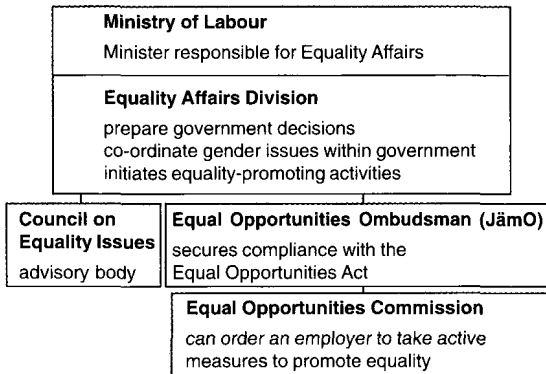 Ministry of Labour
Minister responsible for Equality Affairs
Equality Affairs Division
prepare government decisions
co-ordinate gender issues within government
initiates equality-promoting activities
Council on
Equality Issues
advisory body
Equal Opportunities Ombudsman (JämO)
secures compliance with the
Equal Opportunities Act
Equal Opportunities Commission
can order an employer to take active
measures to promote equality